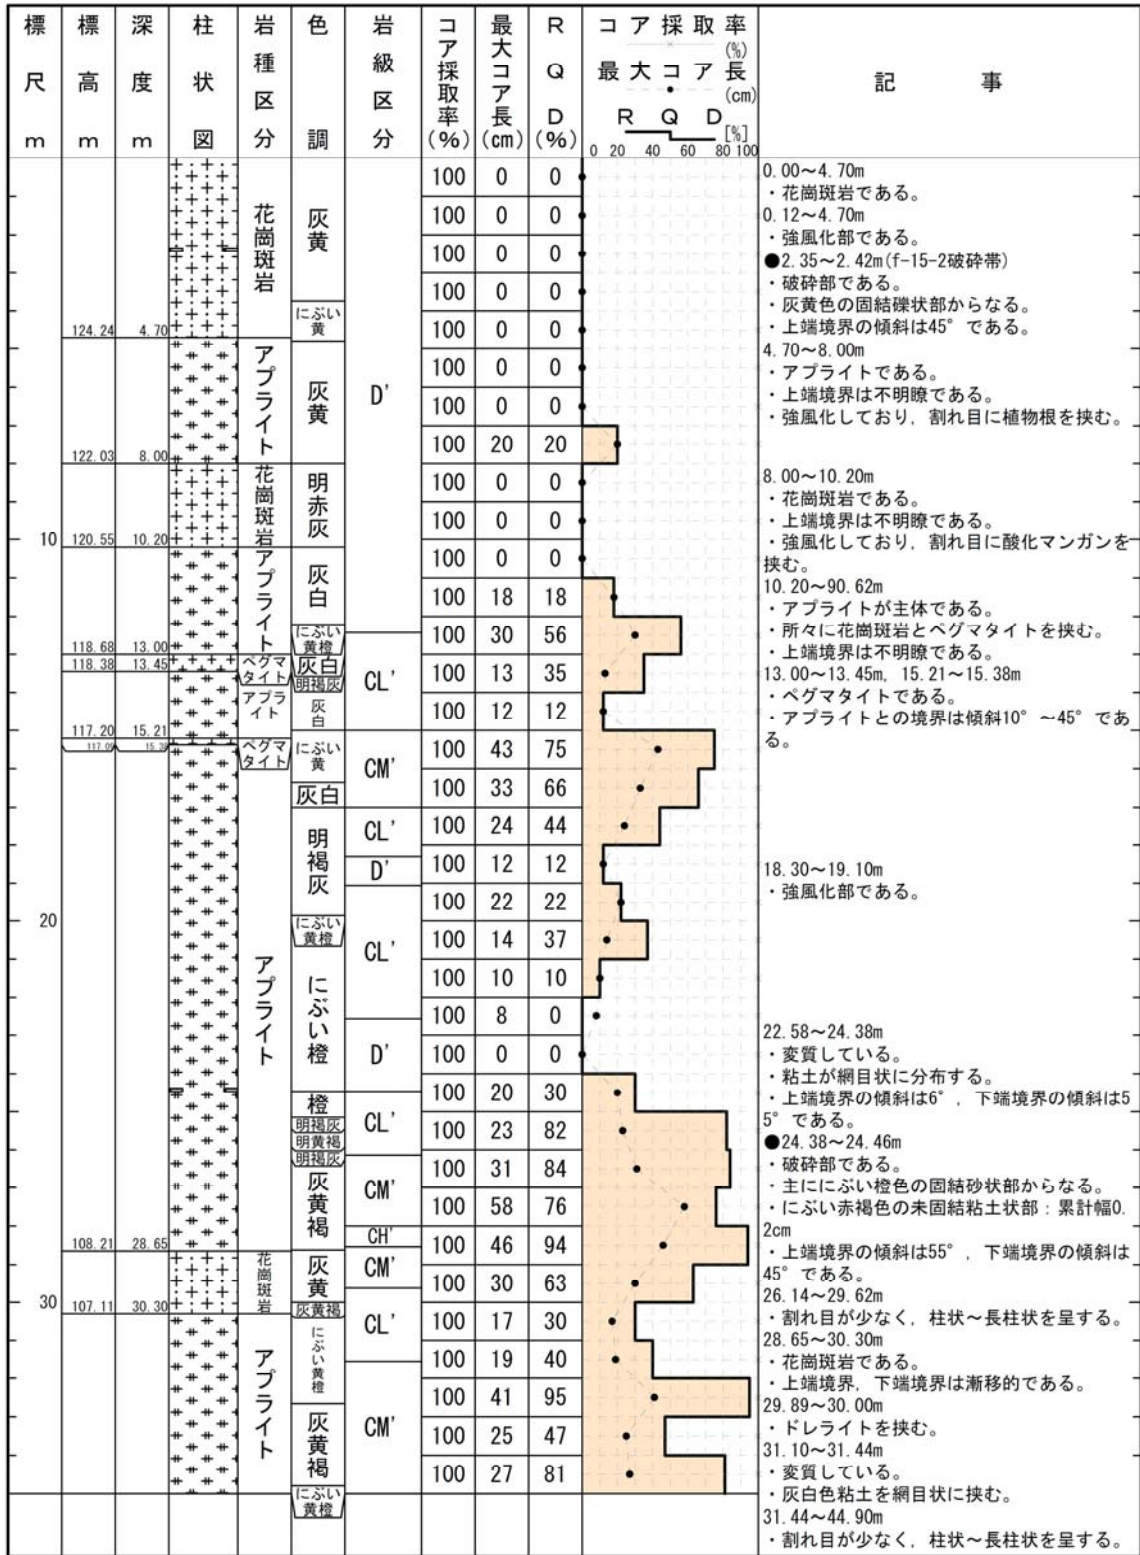 標尺 m
標高 m
深度 m
柱状図
岩種区分
色調
岩級区分
コア採取率(%)
最大コア長(cm)
RQD(%)
コア採取率(%)
最大コア長(cm)
RQD[%]
0 20 40 60 80 100
記事
10
20
30
124.24 4.70
122.03 8.00
120.55 10.20
118.68 13.00
118.38 13.45
117.20 15.21
117.09 15.38
108.21 28.65
107.11 30.30
花崗斑岩
アプライト
花崗斑岩
アプライト
ペグマタイト
アプライト
ペグマタイト
アプライト
花崗斑岩
アプライト
灰黄
にぶい黄
灰黄
明赤灰
灰白
にぶい黄橙
灰白
明褐灰
灰白
にぶい黄
灰白
明褐灰
にぶい黄橙
にぶい橙
橙
明褐灰
明黄褐
明褐灰
灰黄褐
灰黄
灰黄褐
にぶい黄橙
灰黄褐
にぶい黄橙
D'
CL'
CM'
CL'
D'
CL'
D'
CL'
CM'
CH'
CM'
CL'
CM'
100 0 0
100 0 0
100 0 0
100 0 0
100 0 0
100 0 0
100 0 0
100 20 20
100 0 0
100 0 0
100 0 0
100 18 18
100 30 56
100 13 35
100 12 12
100 43 75
100 33 66
100 24 44
100 12 12
100 22 22
100 14 37
100 10 10
100 8 0
100 0 0
100 20 30
100 23 82
100 31 84
100 58 76
100 46 94
100 30 63
100 17 30
100 19 40
100 41 95
100 25 47
100 27 81
0.00～4.70m
・花崗斑岩である。
0.12～4.70m
・強風化部である。
●2.35～2.42m(f-15-2破砕帯)
・破砕部である。
・灰黄色の固結礫状部からなる。
・上端境界の傾斜は45°である。
4.70～8.00m
・アプライトである。
・上端境界は不明瞭である。
・強風化しており，割れ目に植物根を挟む。
8.00～10.20m
・花崗斑岩である。
・上端境界は不明瞭である。
・強風化しており，割れ目に酸化マンガンを
挟む。
10.20～90.62m
・アプライトが主体である。
・所々に花崗斑岩とペグマタイトを挟む。
・上端境界は不明瞭である。
13.00～13.45m, 15.21～15.38m
・ペグマタイトである。
・アプライトとの境界は傾斜10°～45°であ
る。
18.30～19.10m
・強風化部である。
22.58～24.38m
・変質している。
・粘土が網目状に分布する。
・上端境界の傾斜は6°，下端境界の傾斜は5
5°である。
●24.38～24.46m
・破砕部である。
・主ににぶい橙色の固結砂状部からなる。
・にぶい赤褐色の未固結粘土状部：累計幅0.
2cm
・上端境界の傾斜は55°，下端境界の傾斜は
45°である。
26.14～29.62m
・割れ目が少なく，柱状～長柱状を呈する。
28.65～30.30m
・花崗斑岩である。
・上端境界，下端境界は漸移的である。
29.89～30.00m
・ドレライトを挟む。
31.10～31.44m
・変質している。
・灰白色粘土を網目状に挟む。
31.44～44.90m
・割れ目が少なく，柱状～長柱状を呈する。